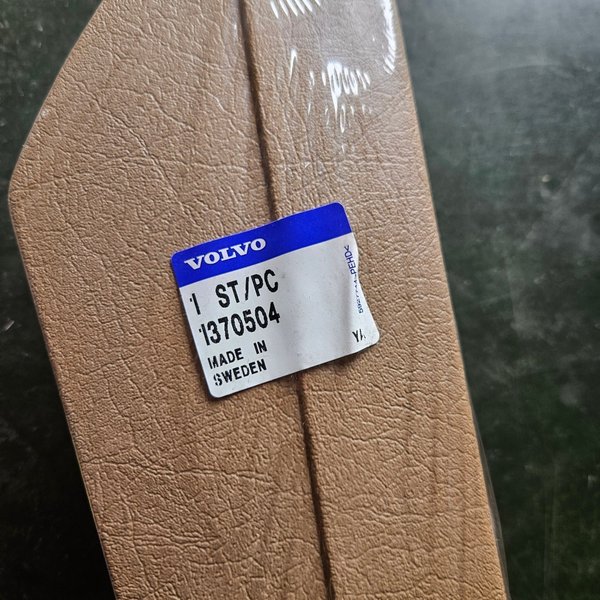 VOLVO
1 ST/PC
1370504
MADE IN
SWEDEN